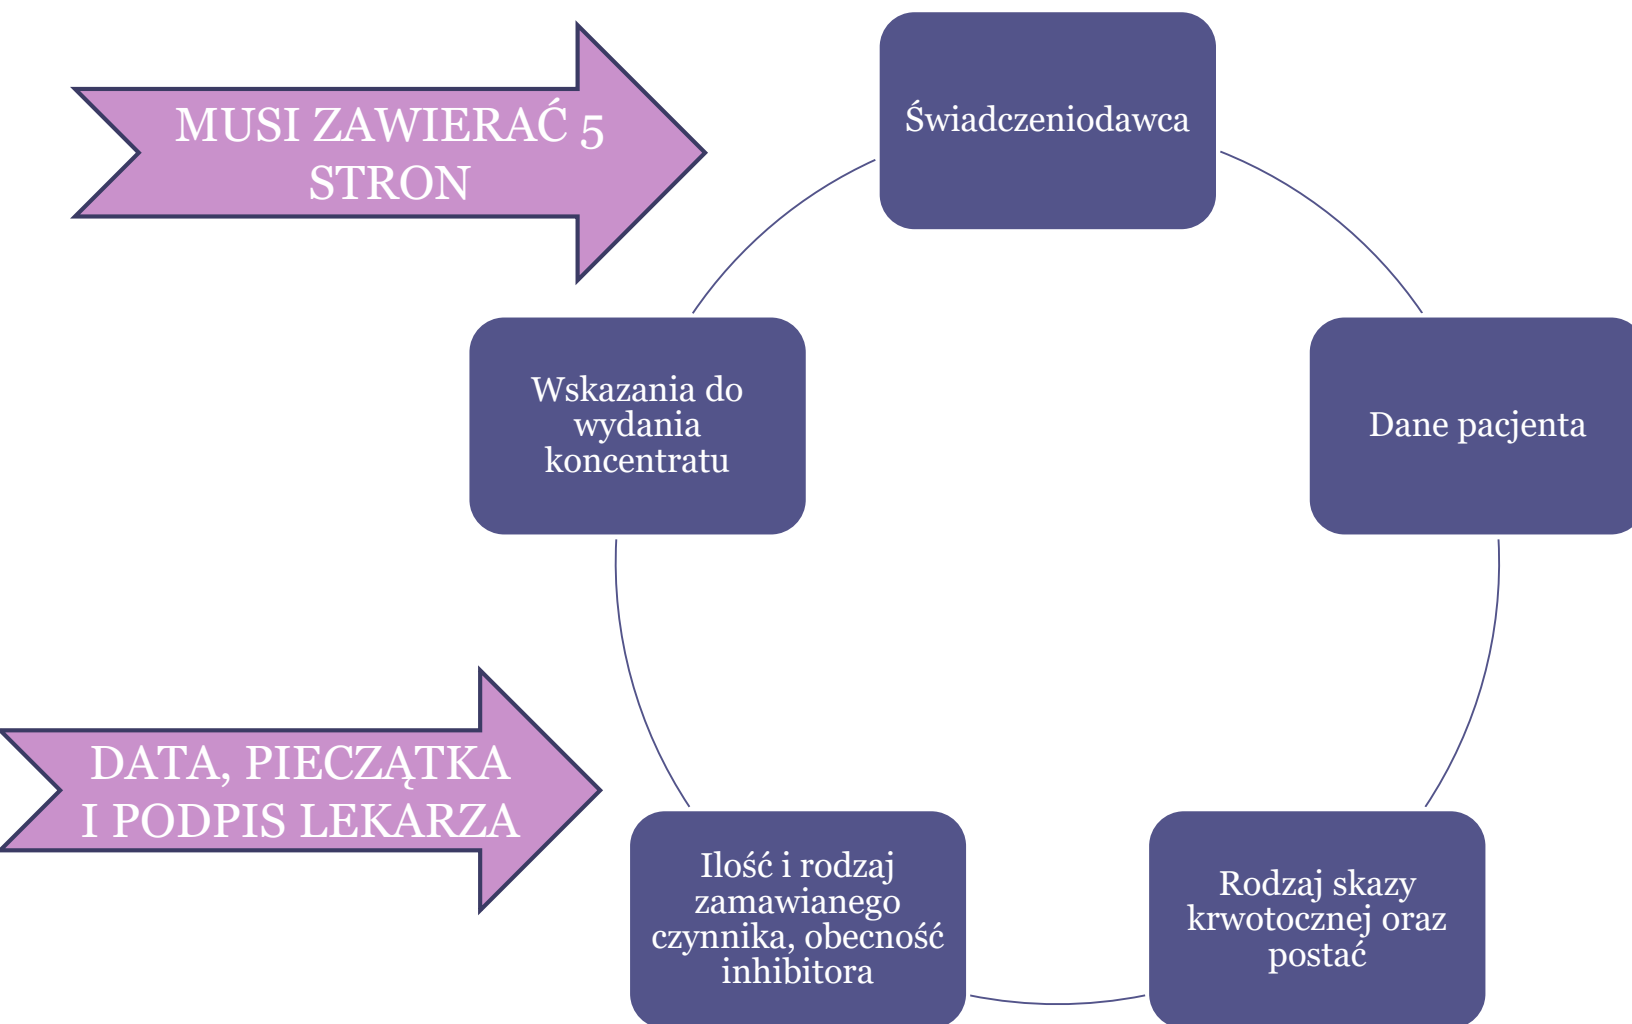 MUSI ZAWIERAĆ 5
STRON
Świadczeniodawca
Dane pacjenta
Rodzaj skazy
krwotocznej oraz
postać
Ilość i rodzaj
zamawianego
czynnika, obecność
inhibitora
Wskazania do
wydania
koncentratu
DATA, PIECZĄTKA
I PODPIS LEKARZA